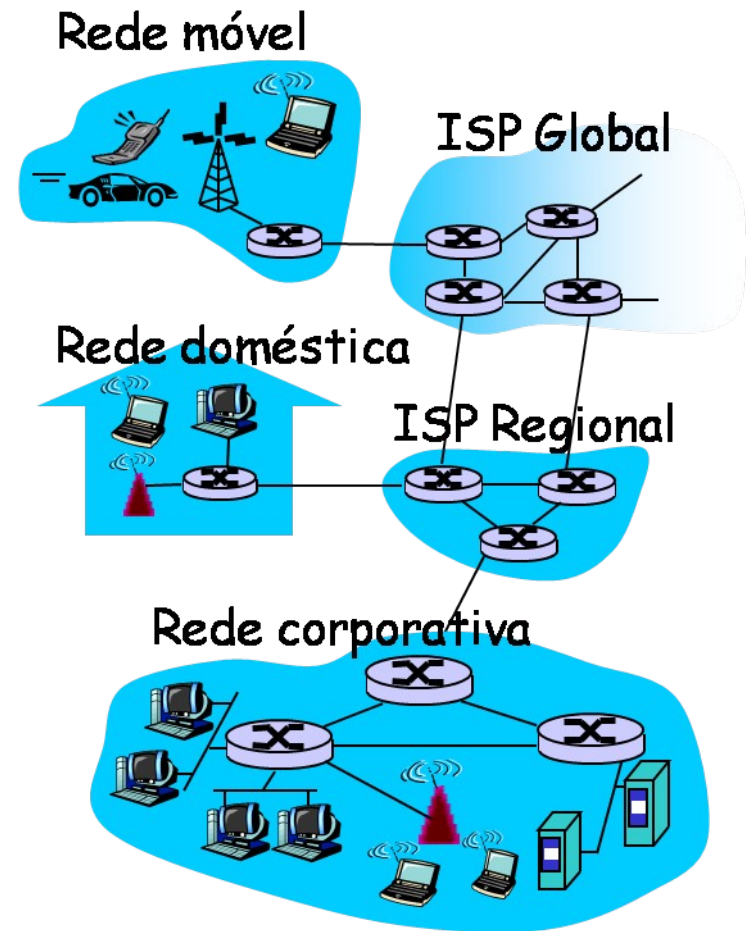 Rede móvel
ISP Global
Rede doméstica
ISP Regional
Rede corporativa